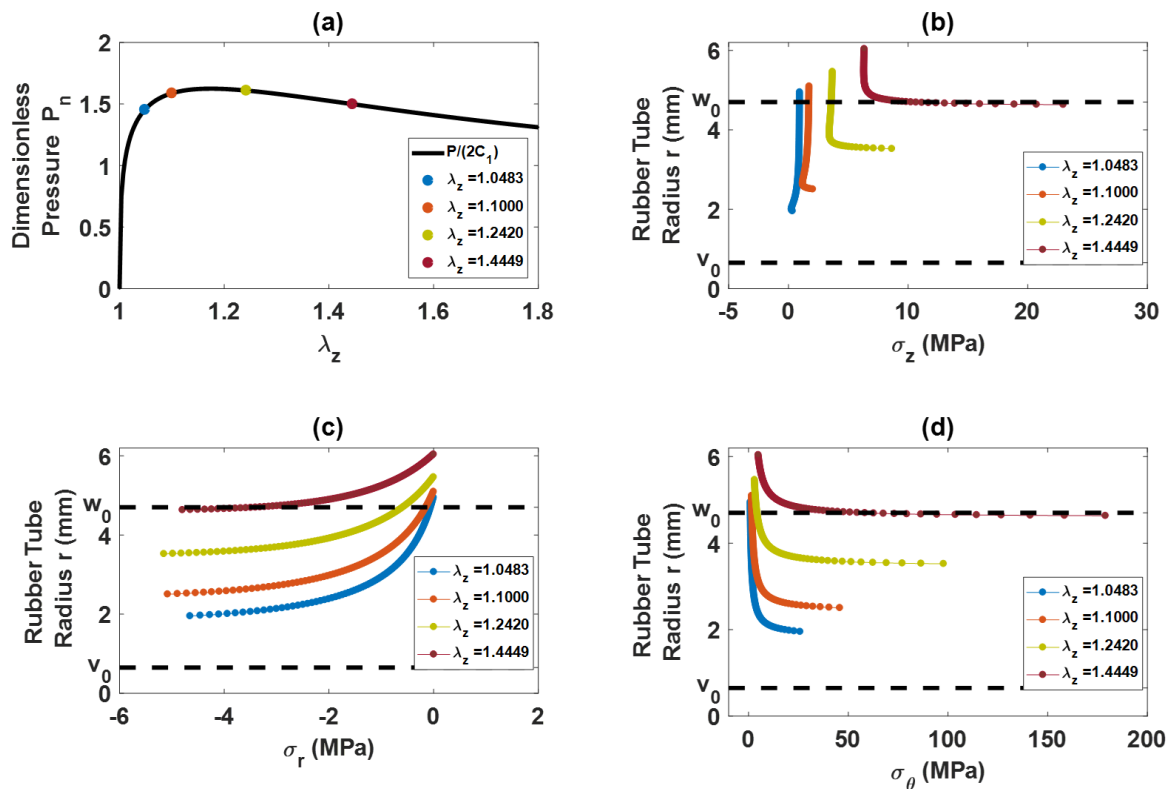 (a)
Dimensionless
Pressure P_n
2
1.5
1
0.5
0
1
1.2
1.4
1.6
1.8
λ_z
P/(2C_1)
λ_z =1.0483
λ_z =1.1000
λ_z =1.2420
λ_z =1.4449
(b)
Rubber Tube
Radius r (mm)
6
w_0
4
2
v_0
0
-5
0
5
10
15
20
25
30
σ_z (MPa)
λ_z =1.0483
λ_z =1.1000
λ_z =1.2420
λ_z =1.4449
(c)
Rubber Tube
Radius r (mm)
6
w_0
4
2
v_0
0
-6
-4
-2
0
2
σ_r (MPa)
λ_z =1.0483
λ_z =1.1000
λ_z =1.2420
λ_z =1.4449
(d)
Rubber Tube
Radius r (mm)
6
w_0
4
2
v_0
0
0
50
100
150
200
σ_θ (MPa)
λ_z =1.0483
λ_z =1.1000
λ_z =1.2420
λ_z =1.4449